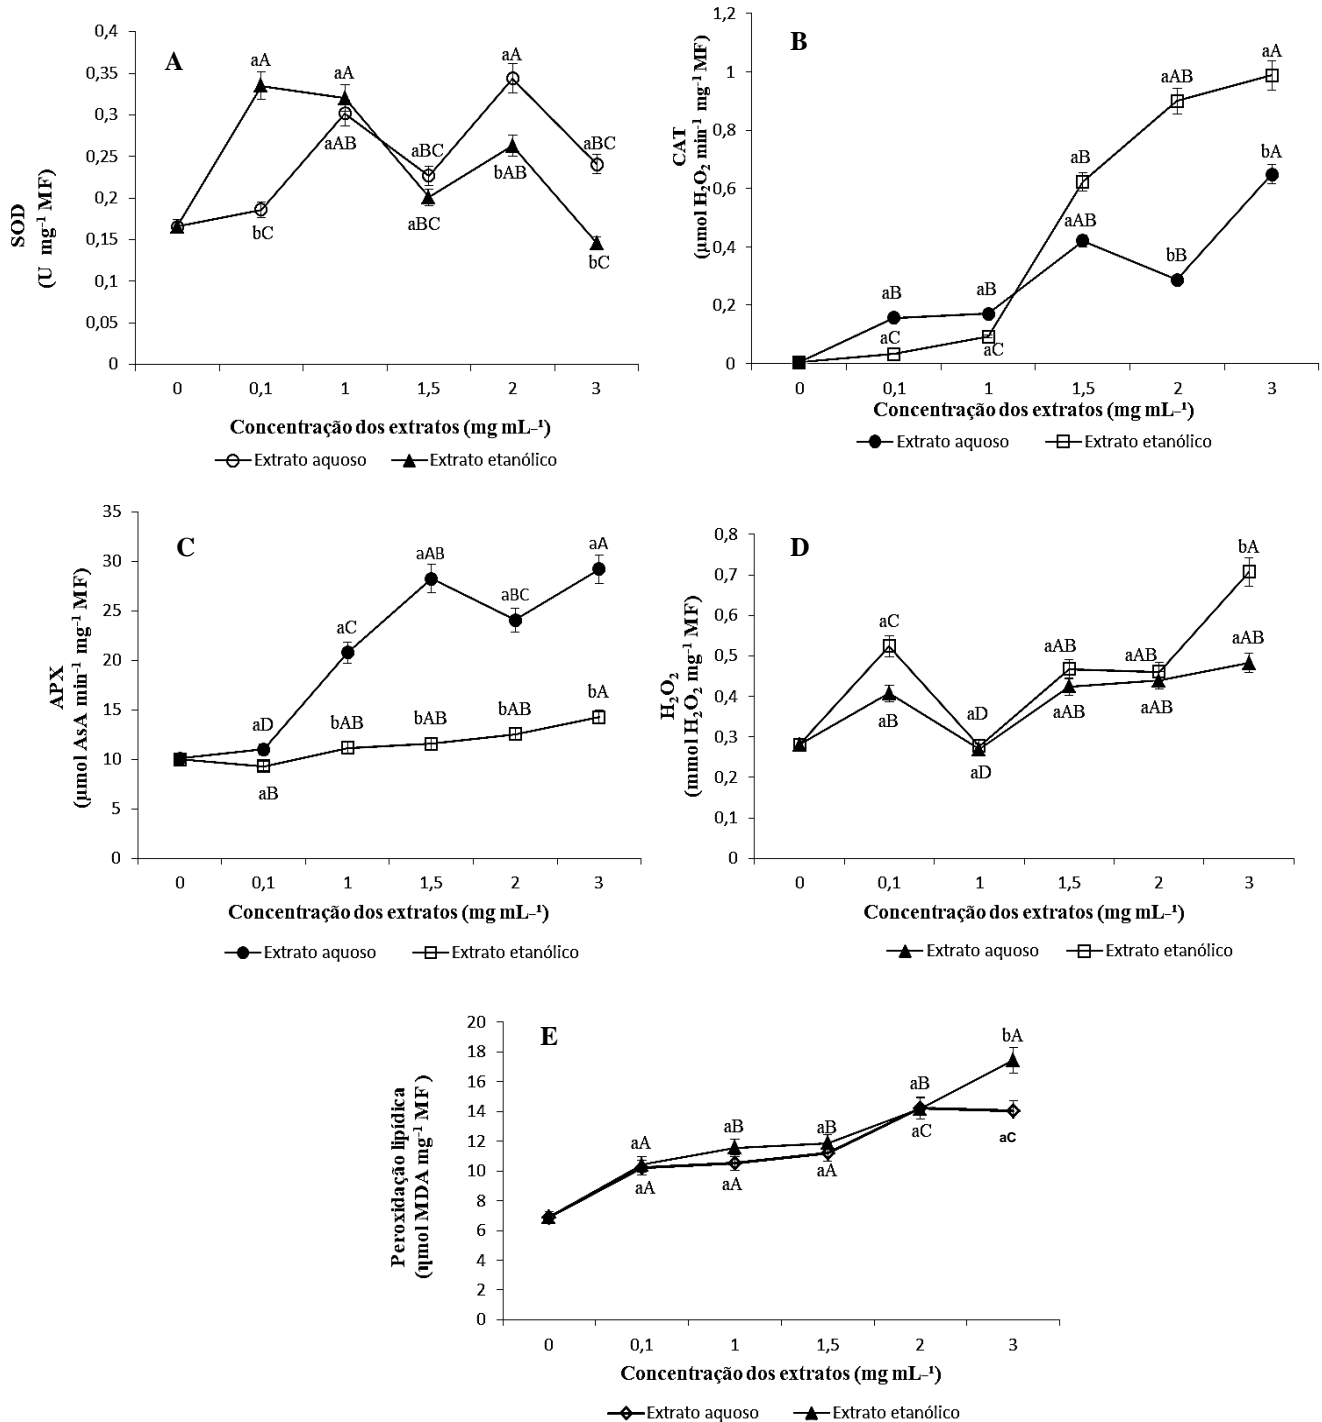 A
SOD
(U mg⁻¹ MF)
0,4
0,35
0,3
0,25
0,2
0,15
0,1
0,05
0
aA
aA
aA
aAB
aBC
aBC
bAB
aBC
bC
bC
0
0,1
1
1,5
2
3
Concentração dos extratos (mg mL⁻¹)
Extrato aquoso
Extrato etanólico
B
CAT
(µmol H₂O₂ min⁻¹ mg⁻¹ MF)
1,2
1
0,8
0,6
0,4
0,2
0
aA
aAB
aB
bA
aAB
bB
aB
aB
aC
aC
0
0,1
1
1,5
2
3
Concentração dos extratos (mg mL⁻¹)
Extrato aquoso
Extrato etanólico
C
APX
(µmol AsA min⁻¹ mg⁻¹ MF)
35
30
25
20
15
10
5
0
aA
aAB
aBC
aC
aD
bA
bAB
bAB
bAB
aB
0
0,1
1
1,5
2
3
Concentração dos extratos (mg mL⁻¹)
Extrato aquoso
Extrato etanólico
D
H₂O₂
(mmol H₂O₂ mg⁻¹ MF)
0,8
0,7
0,6
0,5
0,4
0,3
0,2
0,1
0
bA
aC
aAB
aAB
aAB
aB
aD
aAB
aAB
aD
0
0,1
1
1,5
2
3
Concentração dos extratos (mg mL⁻¹)
Extrato aquoso
Extrato etanólico
E
Peroxidação lipídica
(ηmol MDA mg⁻¹ MF)
20
18
16
14
12
10
8
6
4
2
0
bA
aB
aB
aB
aA
aC
aC
aA
aA
aA
0
0,1
1
1,5
2
3
Concentração dos extratos (mg mL⁻¹)
Extrato aquoso
Extrato etanólico